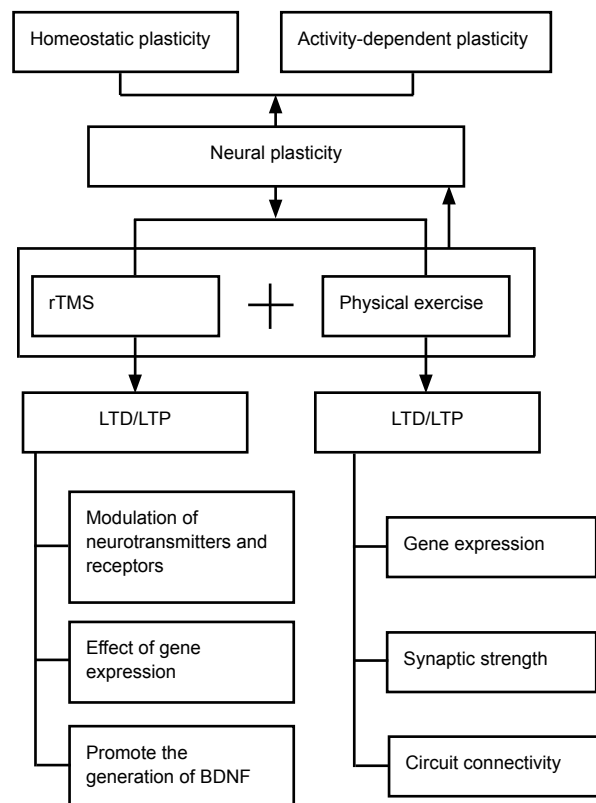 Homeostatic plasticity
Activity-dependent plasticity
Neural plasticity
rTMS
Physical exercise
LTD/LTP
LTD/LTP
Modulation of
neurotransmitters and
receptors
Effect of gene
expression
Promote the
generation of BDNF
Gene expression
Synaptic strength
Circuit connectivity